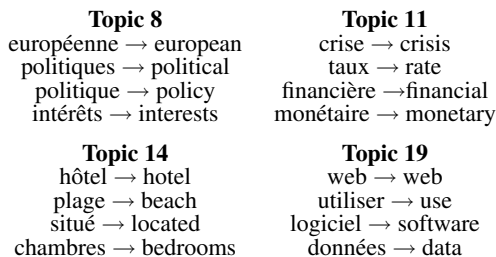 Topic 8
européenne → european
politiques → political
politique → policy
intérêts → interests
Topic 11
crise → crisis
taux → rate
financière →financial
monétaire → monetary
Topic 14
hôtel → hotel
plage → beach
situé → located
chambres → bedrooms
Topic 19
web → web
utiliser → use
logiciel → software
données → data